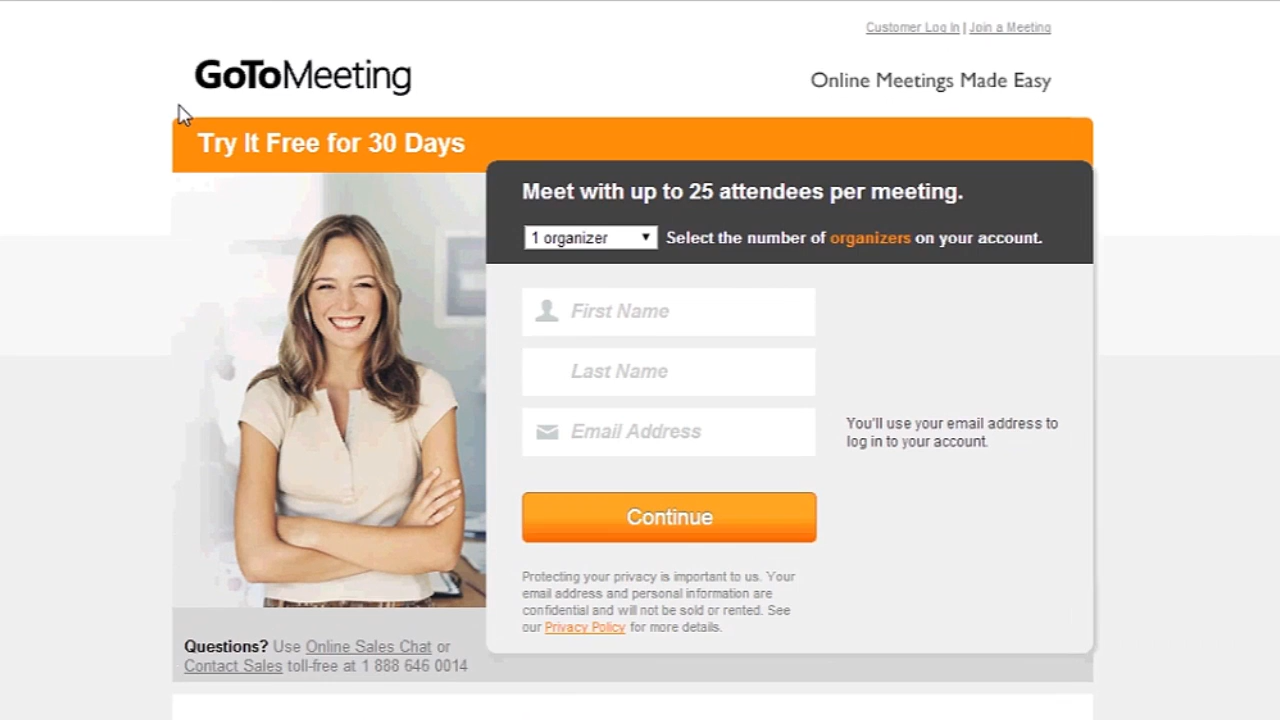 Customer Log In | Join a Meeting
GoToMeeting
Online Meetings Made Easy
Try It Free for 30 Days
Meet with up to 25 attendees per meeting.
1 organizer
Select the number of organizers on your account.
First Name
Last Name
Email Address
You'll use your email address to
log in to your account.
Continue
Protecting your privacy is important to us. Your
email address and personal information are
confidential and will not be sold or rented. See
our Privacy Policy for more details.
Questions? Use Online Sales Chat or
Contact Sales toll-free at 1 888 646 0014